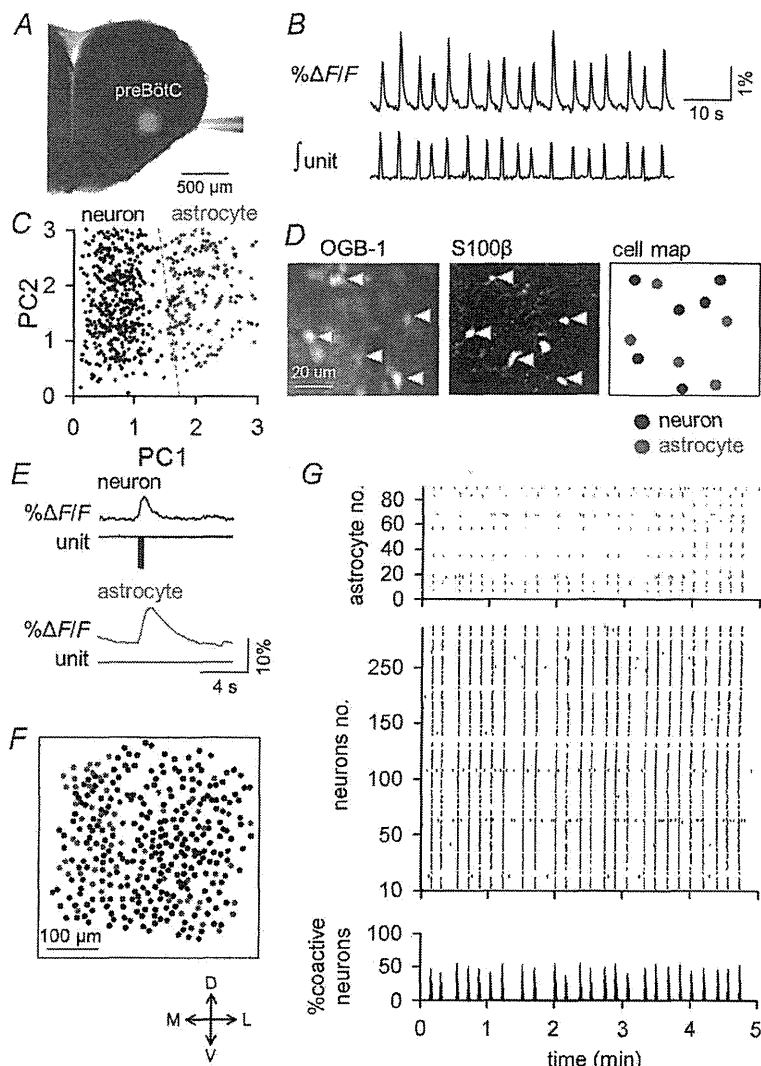 A
preBötC
500 µm
B
%ΔF/F
1%
10 s
∫unit
C
neuron
astrocyte
3
2
1
0
PC2
0 1 2 3
PC1
D
OGB-1
S100β
cell map
20 um
neuron
astrocyte
E
neuron
%ΔF/F
unit
astrocyte
%ΔF/F
unit
10%
4 s
F
100 µm
D
M
L
V
G
astrocyte no.
80
60
40
20
0
neurons no.
250
150
100
50
10
%coactive
neurons
100
50
0
0 1 2 3 4 5
time (min)